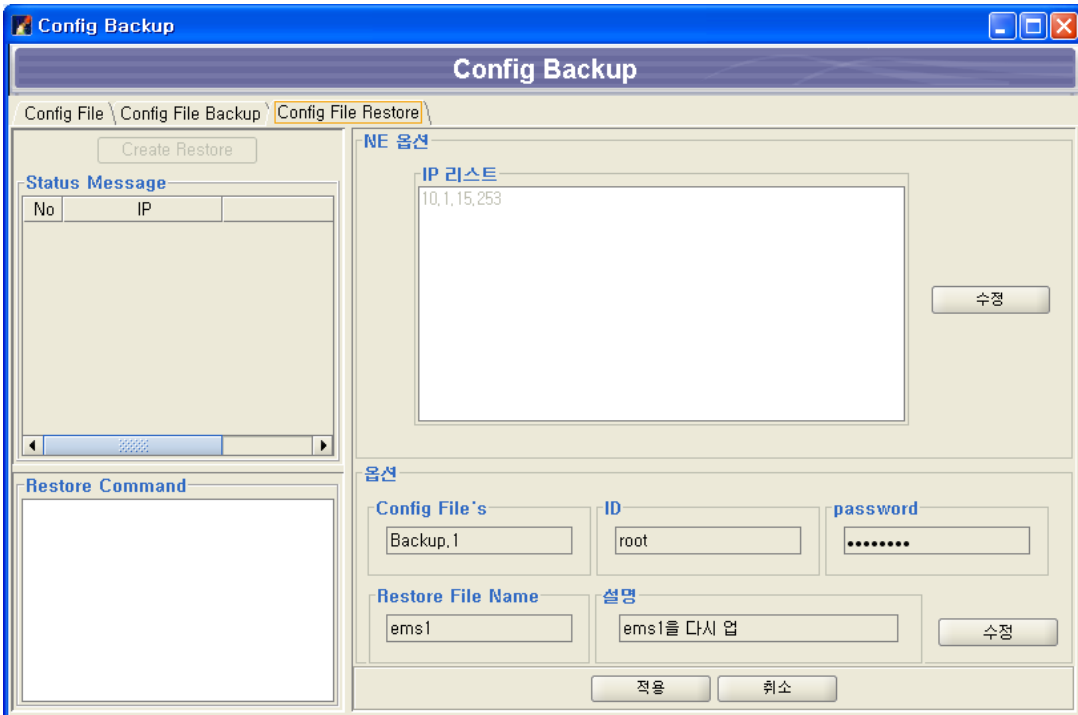 Config Backup
Config Backup
Config File Config File Backup Config File Restore
Create Restore
Status Message
No IP
Restore Command
NE 옵션
IP 리스트
10,1,15,253
수정
옵션
Config File's ID password
Backup,1 root ••••••••
Restore File Name 설명
ems1 ems1을 다시 업
수정
적용 취소